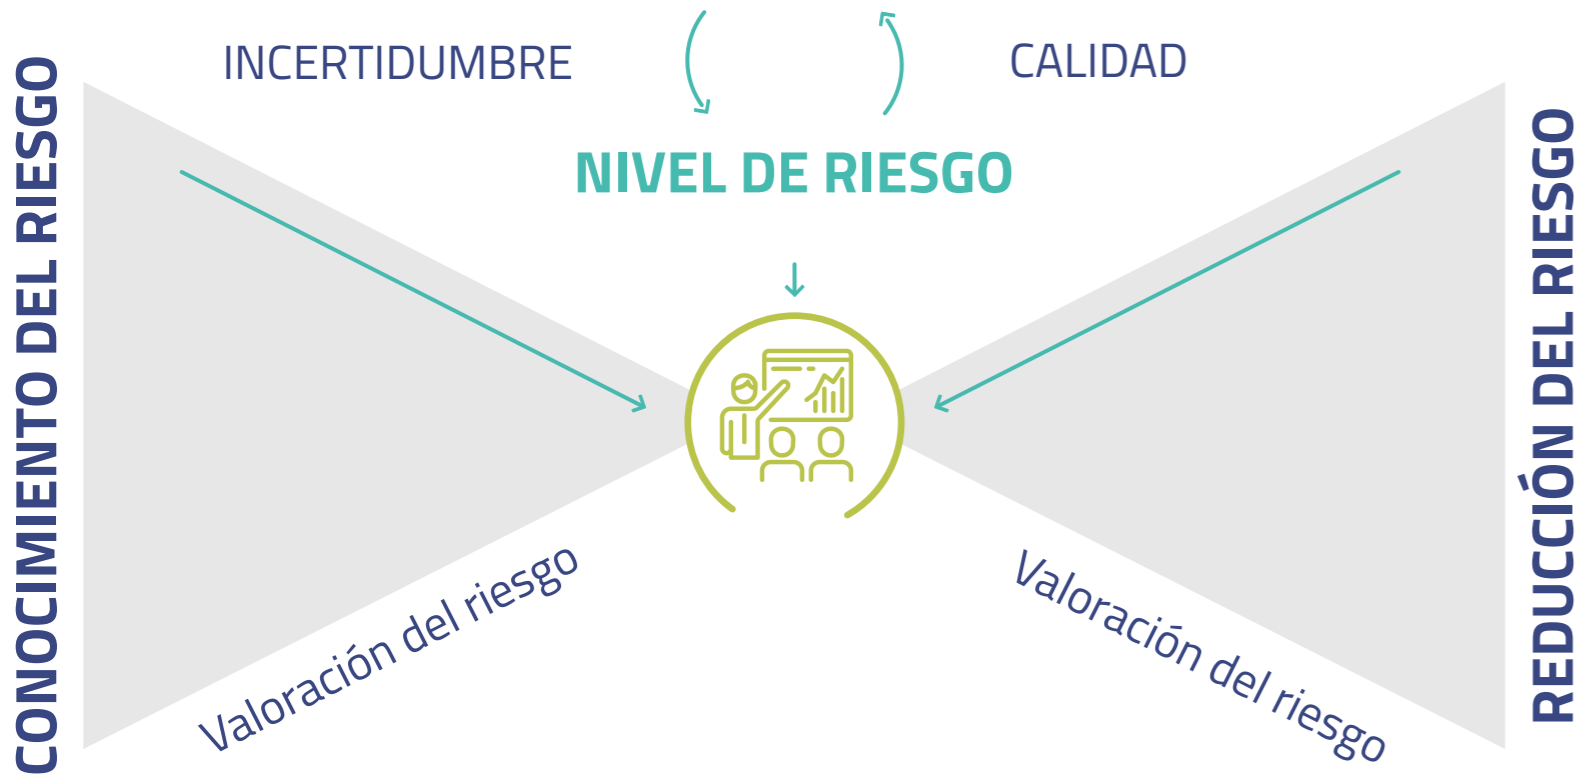 INCERTIDUMBRE
CALIDAD
NIVEL DE RIESGO
CONOCIMIENTO DEL RIESGO
REDUCCIÓN DEL RIESGO
Valoración del riesgo
Valoración del riesgo